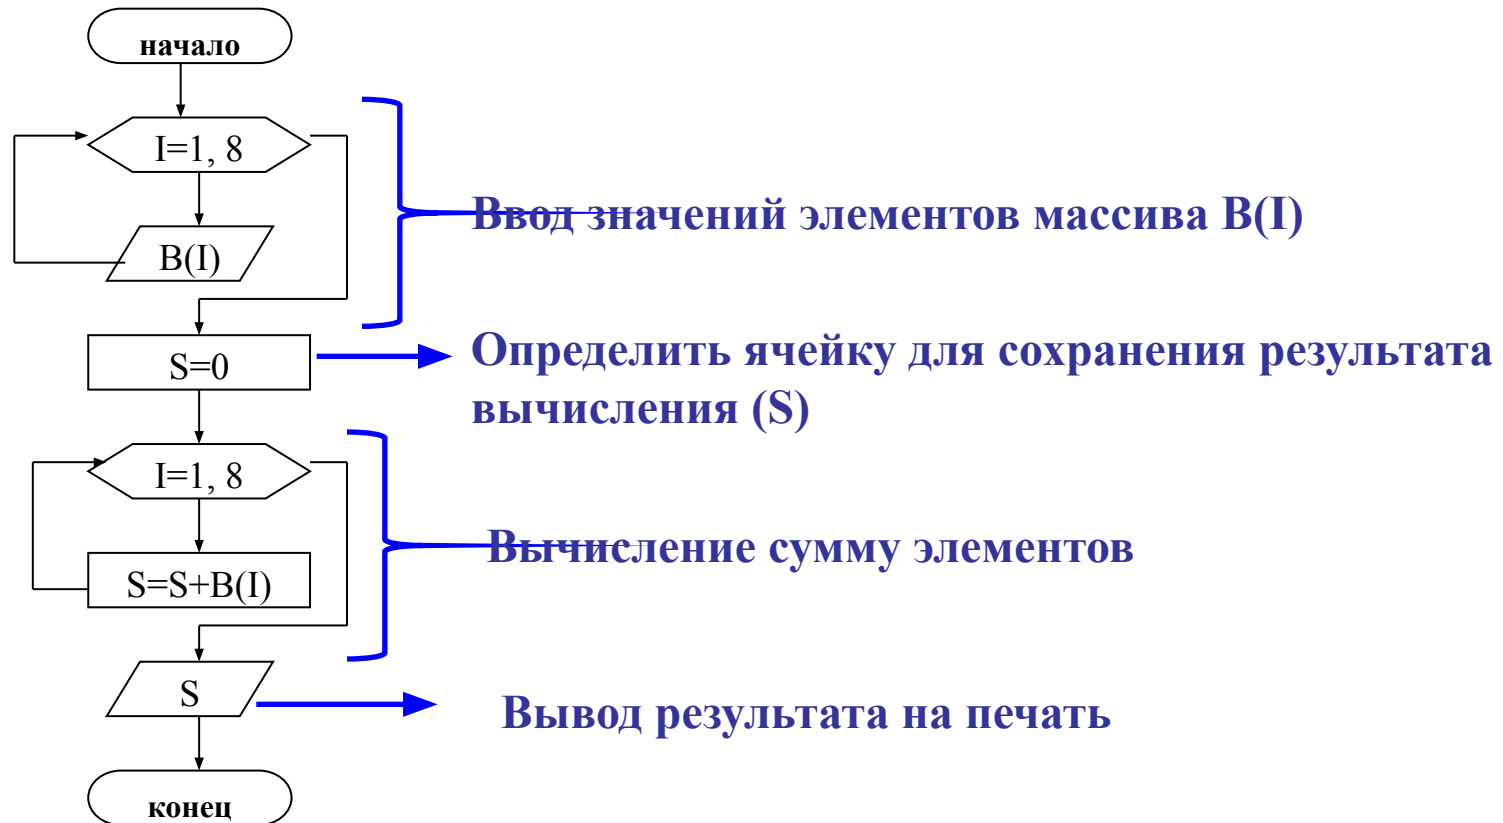 начало
I=1, 8
Ввод значений элементов массива B(I)
B(I)
Определить ячейку для сохранения результата
вычисления (S)
S=0
I=1, 8
Вычисление сумму элементов
S=S+B(I)
S
Вывод результата на печать
конец